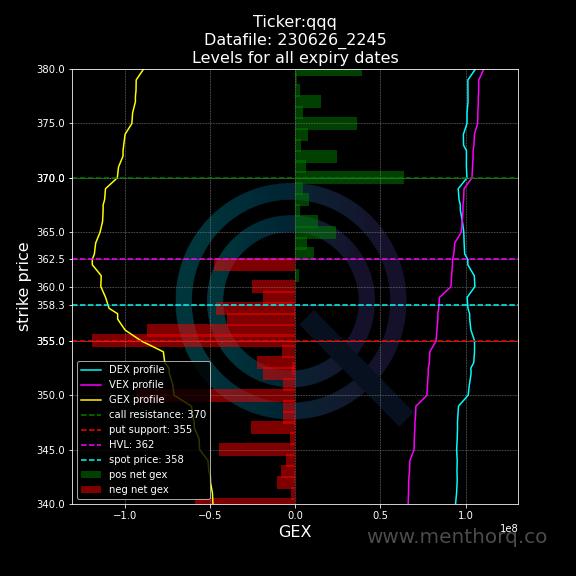 Ticker:qqq
Datafile: 230626_2245
Levels for all expiry dates
380.0
375.0
370.0
365.0
362.5
360.0
358.3
355.0
350.0
345.0
340.0
strike price
DEX profile
VEX profile
GEX profile
call resistance: 370
put support: 355
HVL: 362
spot price: 358
pos net gex
neg net gex
−1.0 −0.5 0.0 0.5 1.0
1e8
GEX
www.menthorq.co